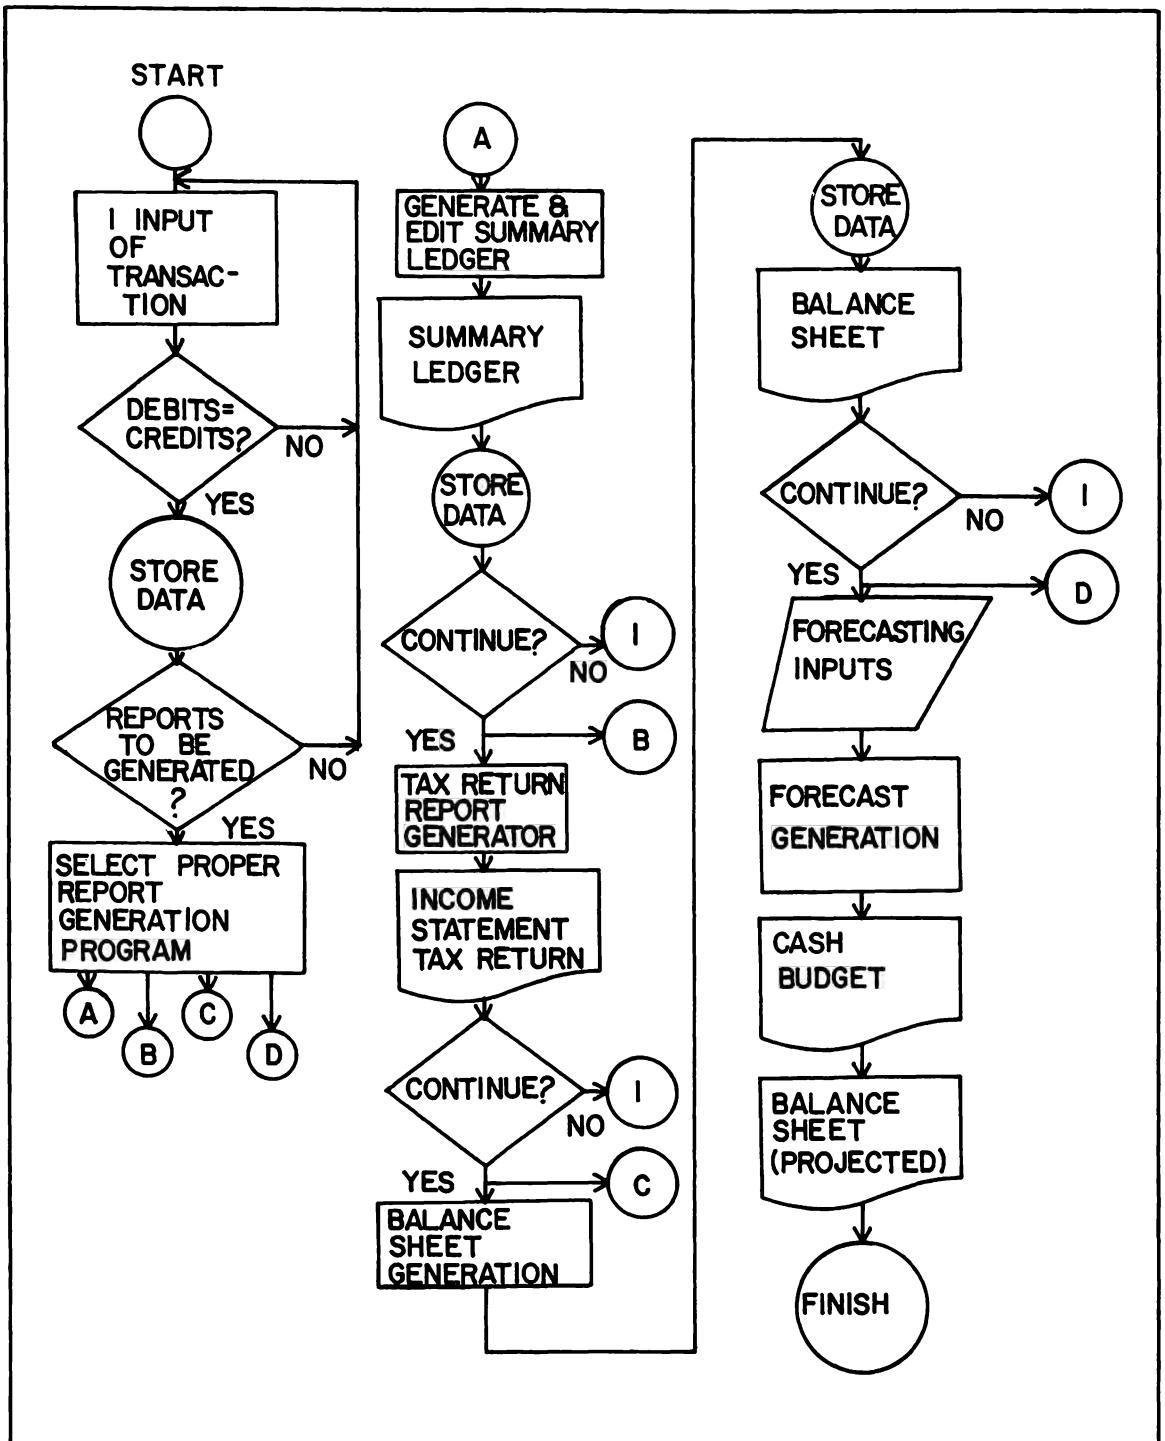 START
I INPUT
OF
TRANSAC-
TION
DEBITS=
CREDITS?
NO
YES
STORE
DATA
REPORTS
TO BE
GENERATED
?
NO
YES
SELECT PROPER
REPORT
GENERATION
PROGRAM
A
B
C
D
A
GENERATE &
EDIT SUMMARY
LEDGER
SUMMARY
LEDGER
STORE
DATA
CONTINUE?
NO
I
YES
B
TAX RETURN
REPORT
GENERATOR
INCOME
STATEMENT
TAX RETURN
CONTINUE?
NO
I
YES
C
BALANCE
SHEET
GENERATION
STORE
DATA
BALANCE
SHEET
CONTINUE?
NO
I
YES
D
FORECASTING
INPUTS
FORECAST
GENERATION
CASH
BUDGET
BALANCE
SHEET
(PROJECTED)
FINISH